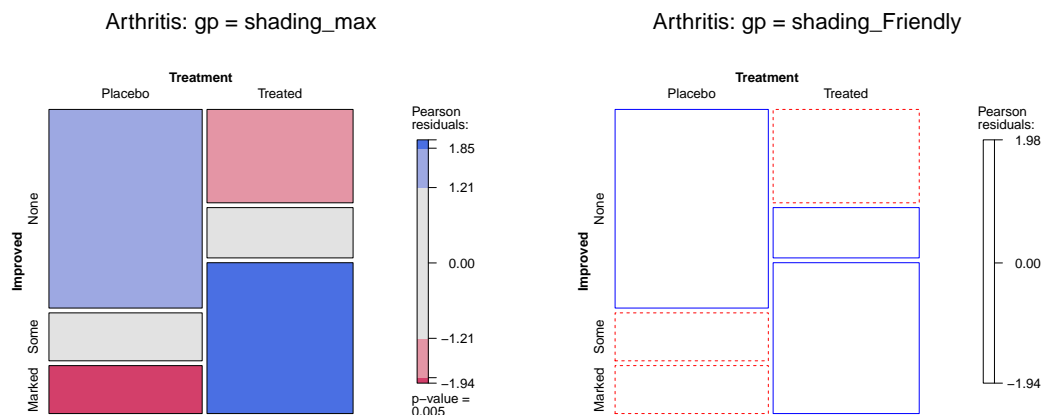 Arthritis: gp = shading_max
Treatment
Placebo Treated
Improved
None
Some
Marked
Pearson
residuals:
1.85
1.21
0.00
−1.21
−1.94
p−value =
0.005
Arthritis: gp = shading_Friendly
Treatment
Placebo Treated
Improved
None
Some
Marked
Pearson
residuals:
1.98
0.00
−1.94